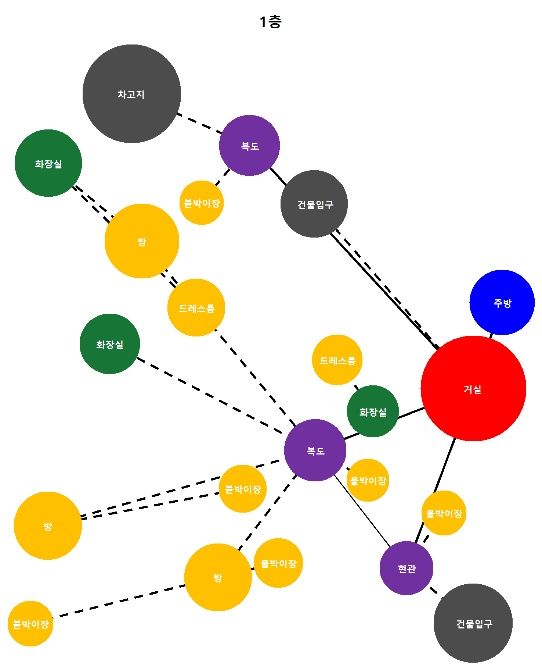 1층
차고지
복도
화장실
붙박이장
건물입구
방
주방
드레스룸
화장실
드레스룸
거실
화장실
복도
붙박이장
붙박이장
붙박이장
방
현관
방
붙박이장
붙박이장
건물입구